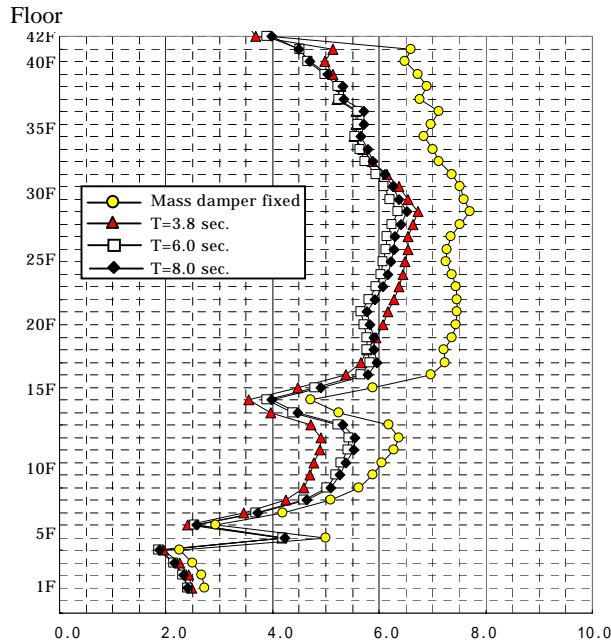 Floor
42F
40F
35F
30F
25F
20F
15F
10F
5F
1F
Mass damper fixed
T=3.8 sec.
T=6.0 sec.
T=8.0 sec.
0.0 2.0 4.0 6.0 8.0 10.0